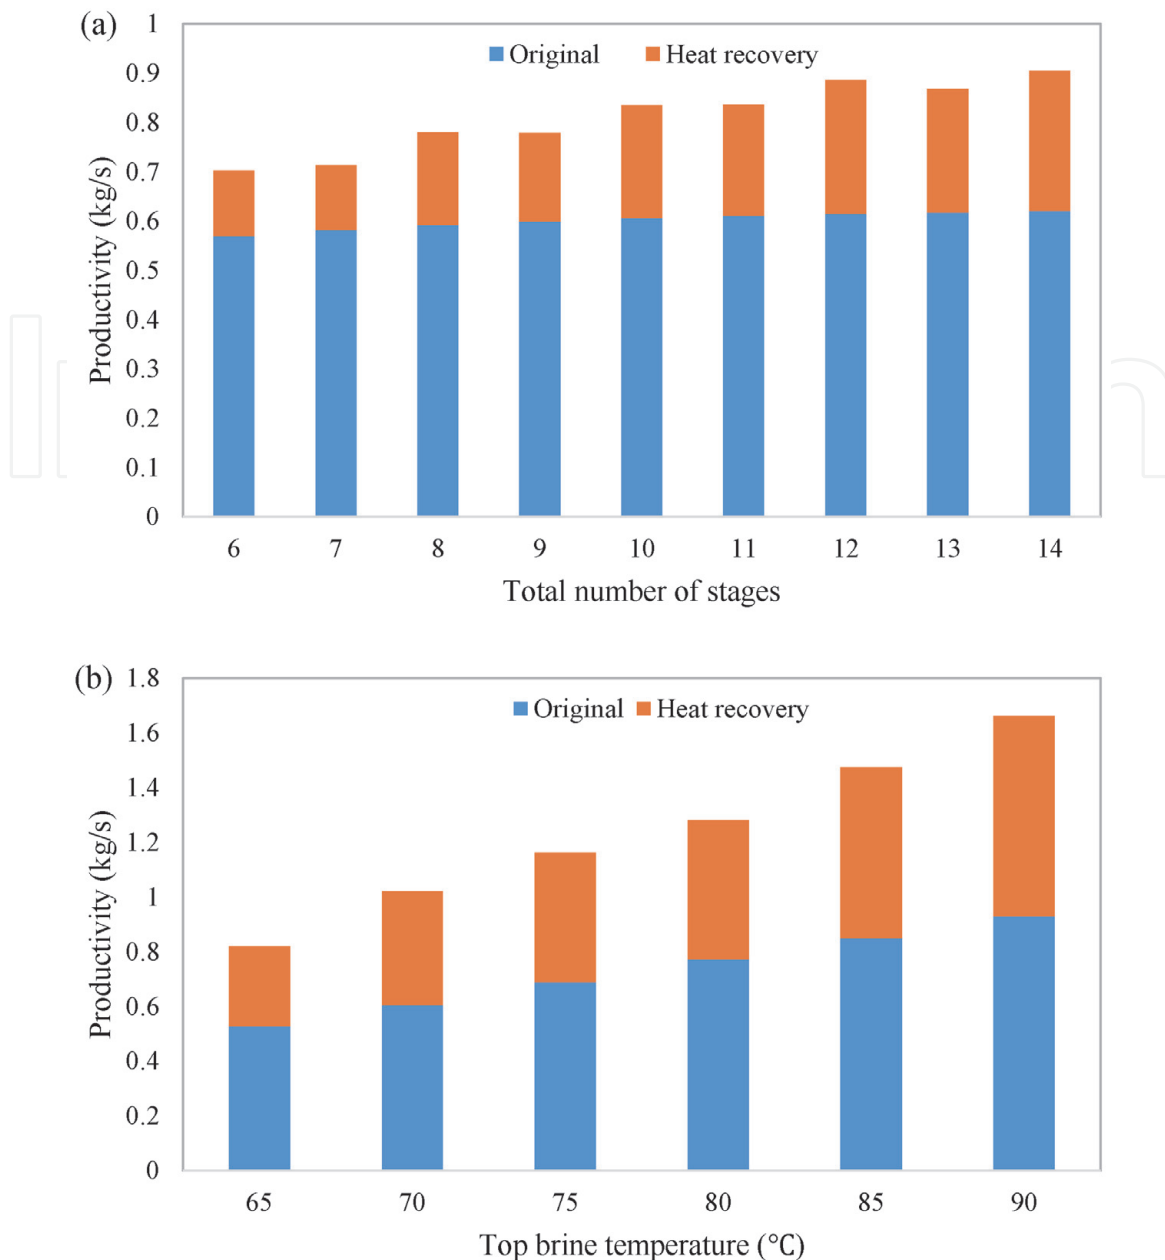 (a)
1
0.9
0.8
0.7
0.6
0.5
0.4
0.3
0.2
0.1
0
Productivity (kg/s)
Original Heat recovery
6 7 8 9 10 11 12 13 14
Total number of stages
(b)
1.8
1.6
1.4
1.2
1
0.8
0.6
0.4
0.2
0
Productivity (kg/s)
Original Heat recovery
65 70 75 80 85 90
Top brine temperature (°C)